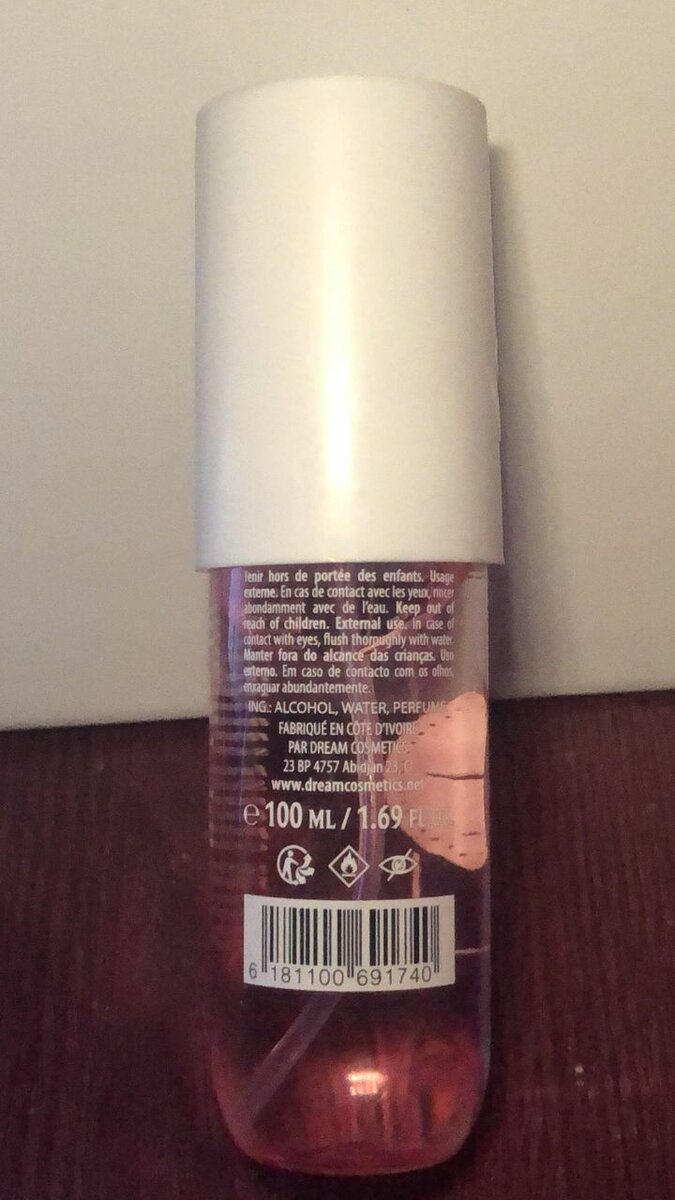 Tenir hors de portée des enfants. Usage
externe. En cas de contact avec les yeux, rincer
abondamment avec de l'eau. Keep out of
reach of children. External use. In case of
contact with eyes, flush thoroughly with water.
Manter fora do alcance das crianças. Uso
externo. Em caso de contacto com os olhos,
enxaguar abundantemente.
ING.: ALCOHOL, WATER, PERFUME
FABRIQUÉ EN CÔTE D'IVOIRE
PAR DREAM COSMETICS
23 BP 4757 Abidjan 23,
www.dreamcosmetics.net
℮ 100 ML / 1.69 FL
6 181100 691740